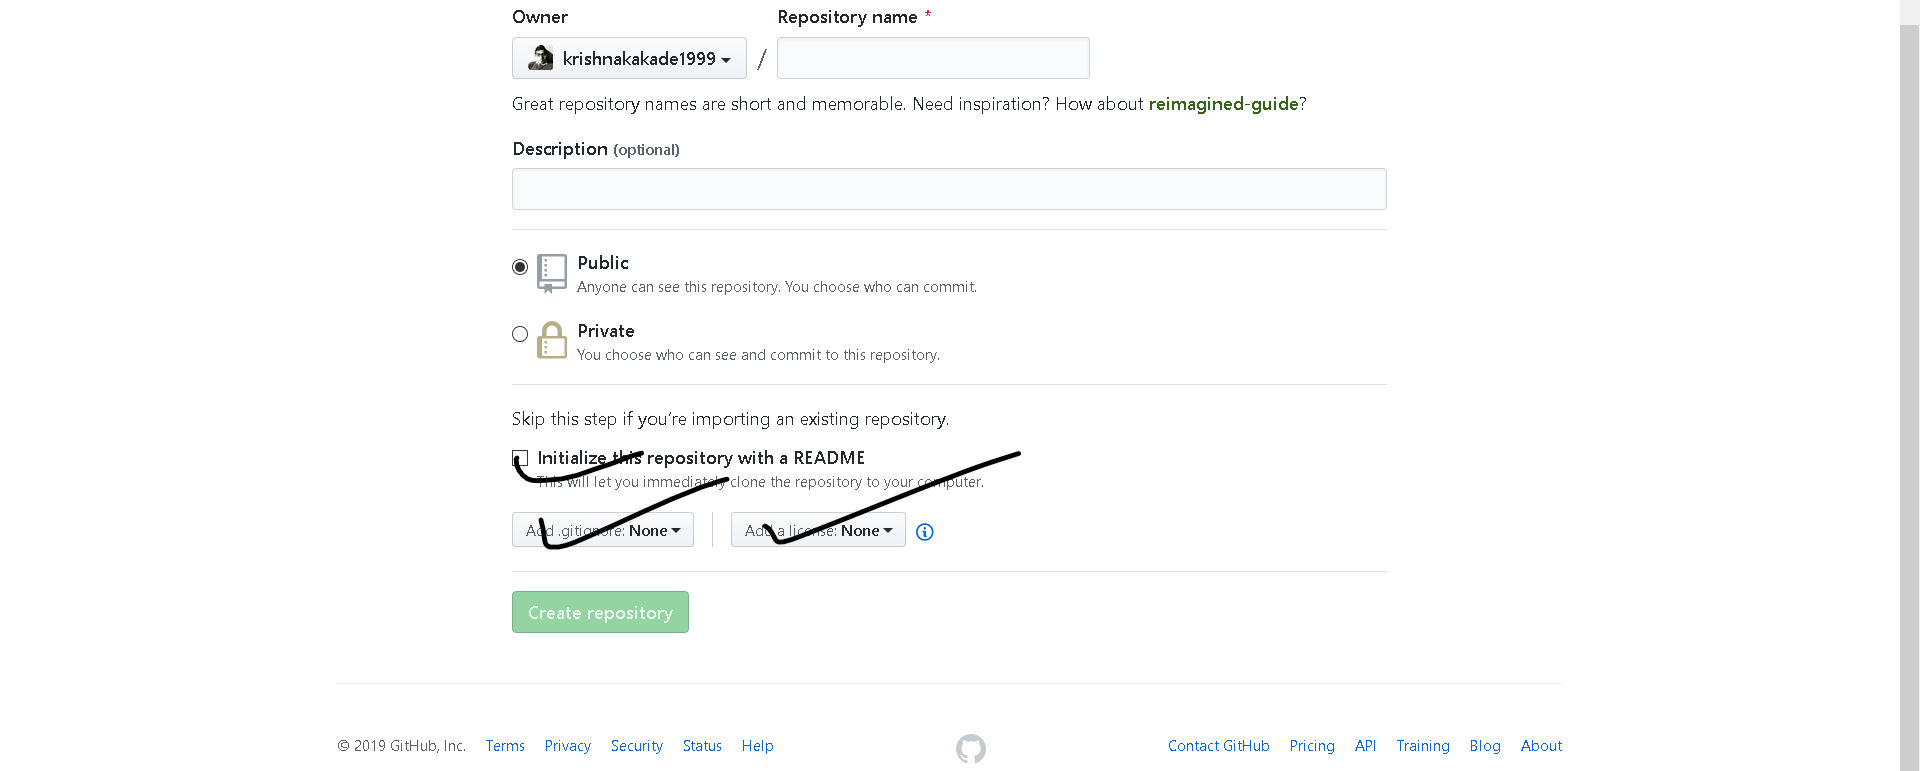 Owner Repository name *
krishnakakade1999 /
Great repository names are short and memorable. Need inspiration? How about reimagined-guide?
Description (optional)
Public
Anyone can see this repository. You choose who can commit.
Private
You choose who can see and commit to this repository.
Skip this step if you're importing an existing repository.
Initialize this repository with a README
This will let you immediately clone the repository to your computer.
Add .gitignore: None Add a license: None
Create repository
© 2019 GitHub, Inc. Terms Privacy Security Status Help Contact GitHub Pricing API Training Blog About